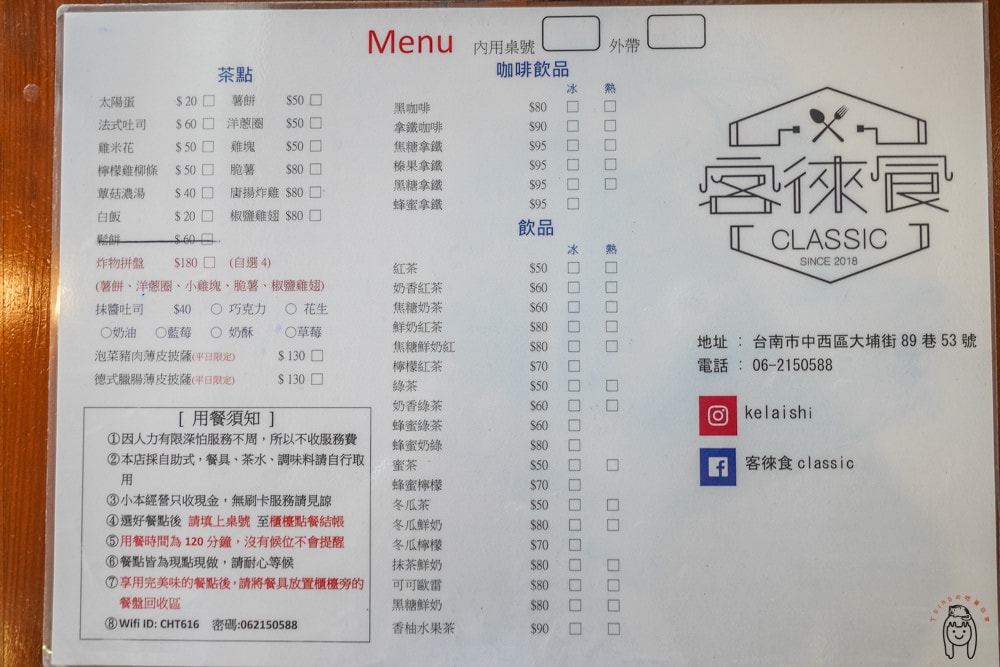 Menu 內用桌號 外帶
茶點
太陽蛋 $20 薯餅 $50
法式吐司 $60 洋蔥圈 $50
雞米花 $50 雞塊 $50
檸檬雞柳條 $50 脆薯 $80
蕈菇濃湯 $40 唐揚炸雞 $80
白飯 $20 椒鹽雞翅 $80
鬆餅 $60
炸物拼盤 $180 (自選 4)
(薯餅、洋蔥圈、小雞塊、脆薯、椒鹽雞翅)
抹醬吐司 $40 ○ 巧克力 ○ 花生
○奶油 ○藍莓 ○ 奶酥 ○草莓
泡菜豬肉薄皮披薩(平日限定) $130
德式臘腸薄皮披薩(平日限定) $130
[ 用餐須知 ]
①因人力有限深怕服務不周，所以不收服務費
②本店採自助式，餐具、茶水、調味料請自行取
用
③小本經營只收現金，無刷卡服務請見諒
④選好餐點後 請填上桌號 至櫃檯點餐結帳
⑤用餐時間為 120 分鐘，沒有候位不會提醒
⑥餐點皆為現點現做，請耐心等候
⑦享用完美味的餐點後，請將餐具放置櫃檯旁的
餐盤回收區
⑧Wifi ID: CHT616 密碼:062150588
咖啡飲品
冰 熱
黑咖啡 $80
拿鐵咖啡 $90
焦糖拿鐵 $95
榛果拿鐵 $95
黑糖拿鐵 $95
蜂蜜拿鐵 $95
飲品
冰 熱
紅茶 $50
奶香紅茶 $60
焦糖奶茶 $60
鮮奶紅茶 $80
焦糖鮮奶紅 $80
檸檬紅茶 $70
綠茶 $50
奶香綠茶 $60
蜂蜜綠茶 $60
蜂蜜奶綠 $80
蜜茶 $50
蜂蜜檸檬 $70
冬瓜茶 $50
冬瓜鮮奶 $80
冬瓜檸檬 $70
抹茶鮮奶 $80
可可歐蕾 $80
黑糖鮮奶 $80
香柚水果茶 $90
客徠食
CLASSIC
SINCE 2018
地址 ： 台南市中西區大埔街 89 巷 53 號
電話 ： 06-2150588
kelaishi
客徠食 classic